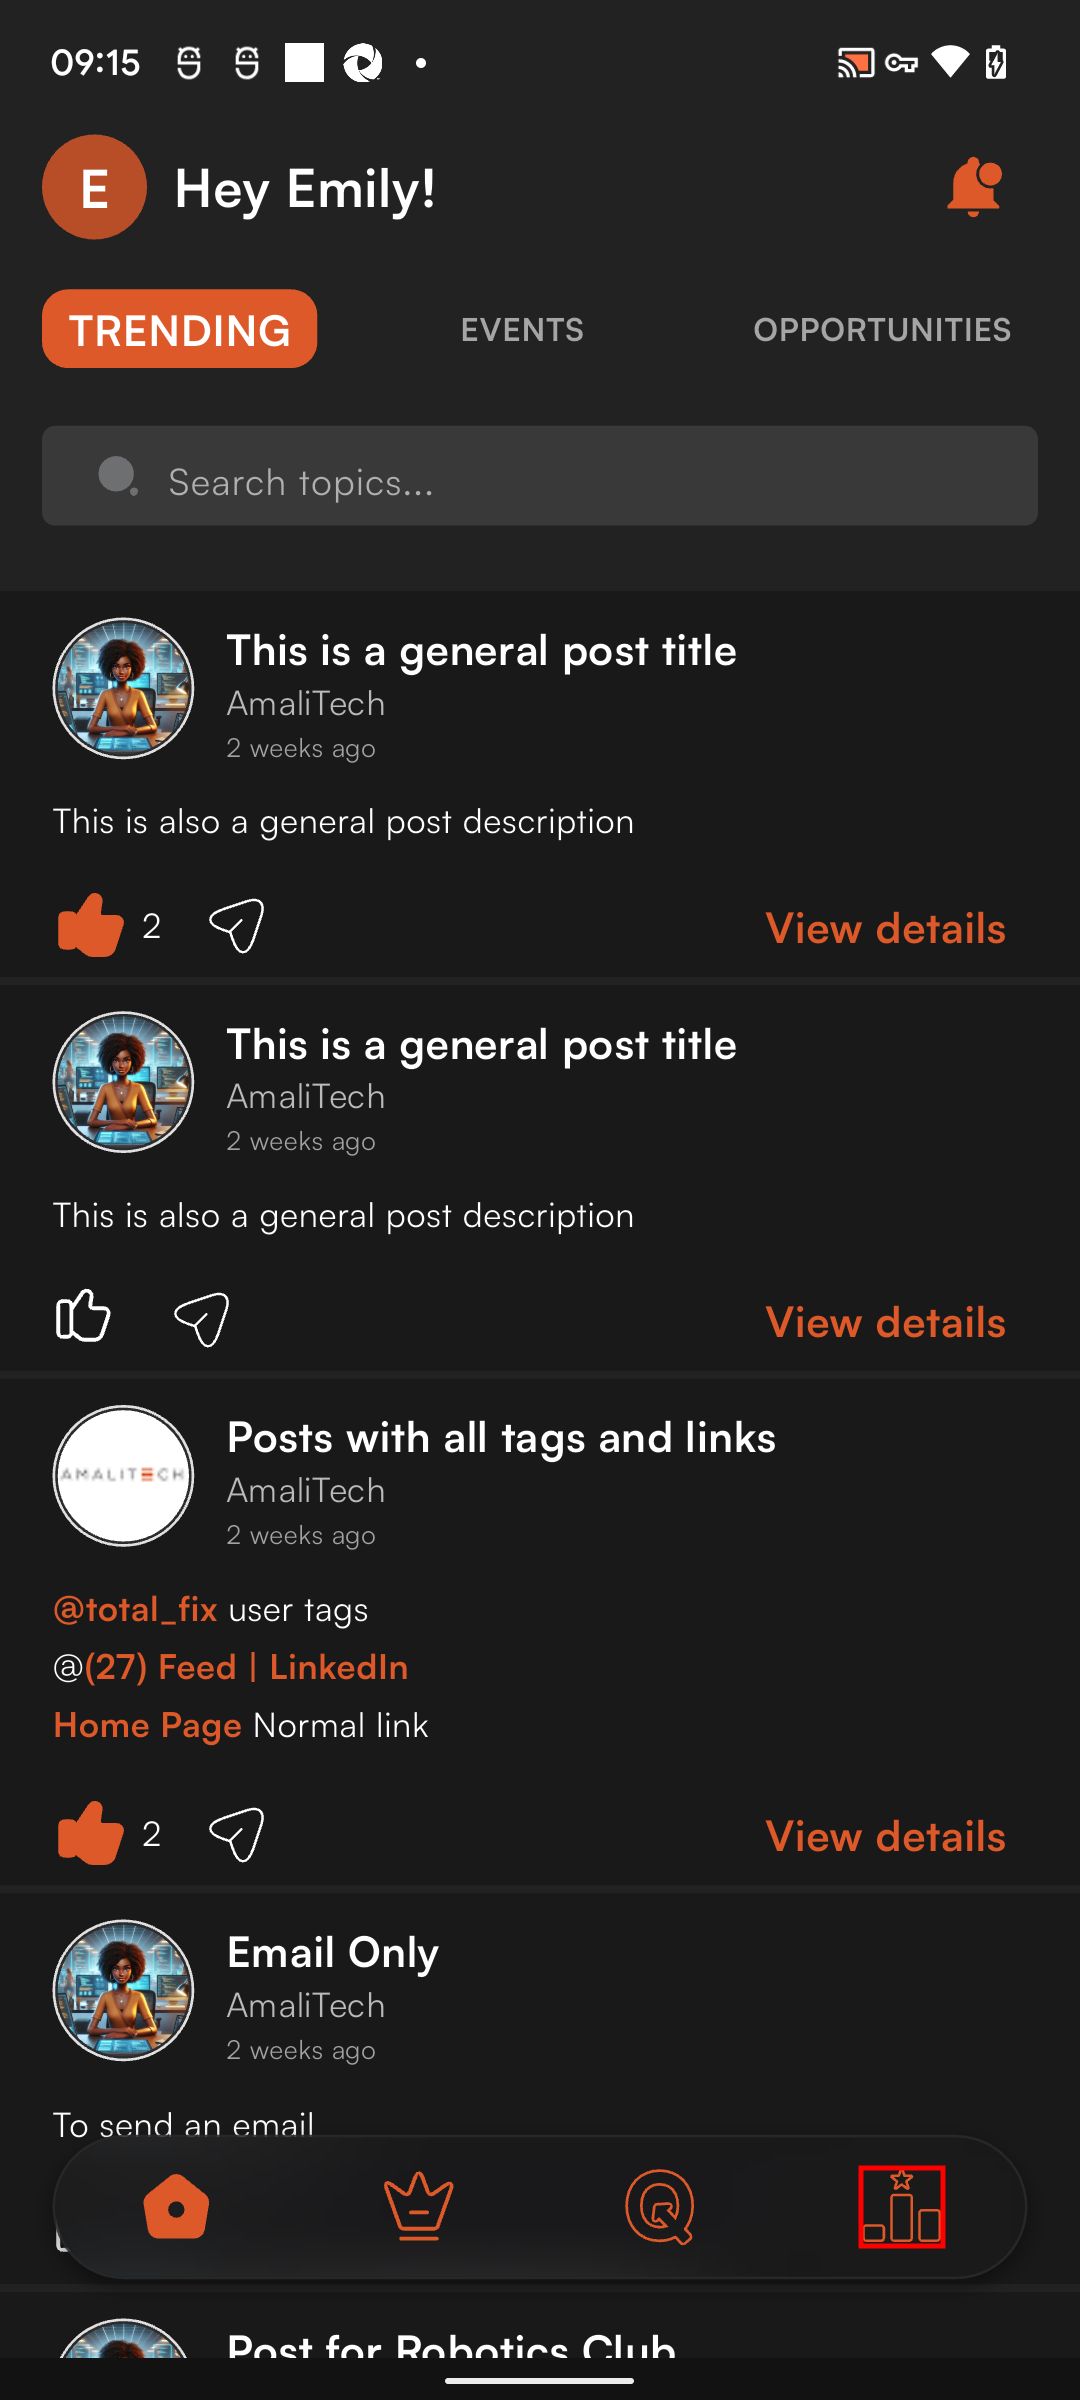 09:15
E
Hey Emily!
TRENDING
EVENTS
OPPORTUNITIES
Search topics...
This is a general post title
AmaliTech
2 weeks ago
This is also a general post description
2
View details
This is a general post title
AmaliTech
2 weeks ago
This is also a general post description
View details
Posts with all tags and links
AMALITECH
AmaliTech
2 weeks ago
@total_fix user tags
@(27) Feed | LinkedIn
Home Page Normal link
2
View details
Email Only
AmaliTech
2 weeks ago
To send an email
Post for Robotics Club